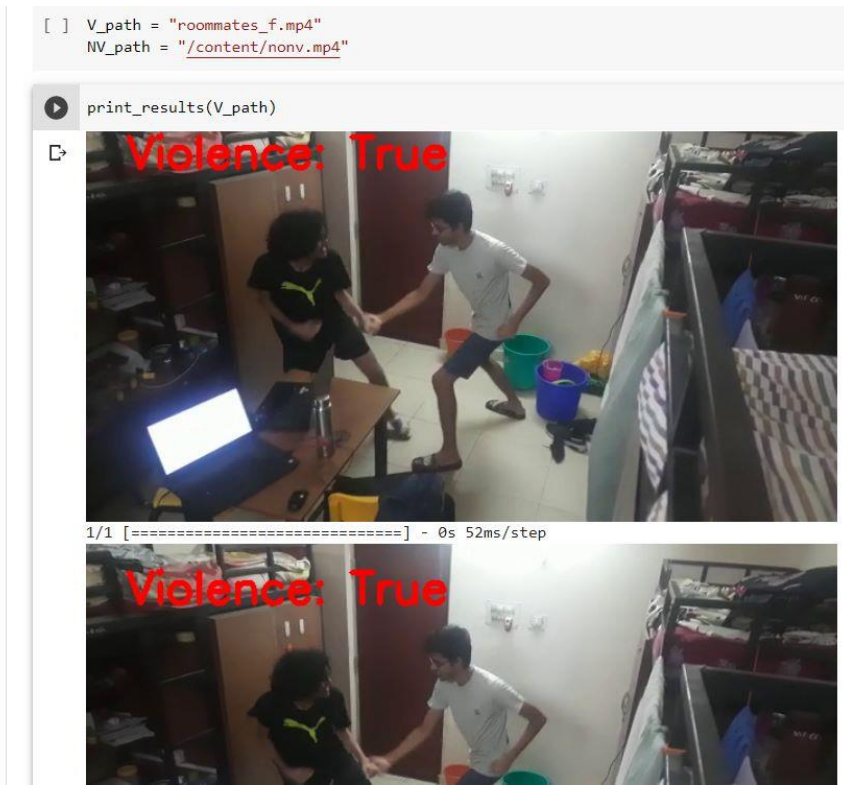 [ ] V_path = "roommates_f.mp4"
NV_path = "/content/nonv.mp4"
print_results(V_path)
Violence: True
1/1 [==============================] - 0s 52ms/step
Violence: True